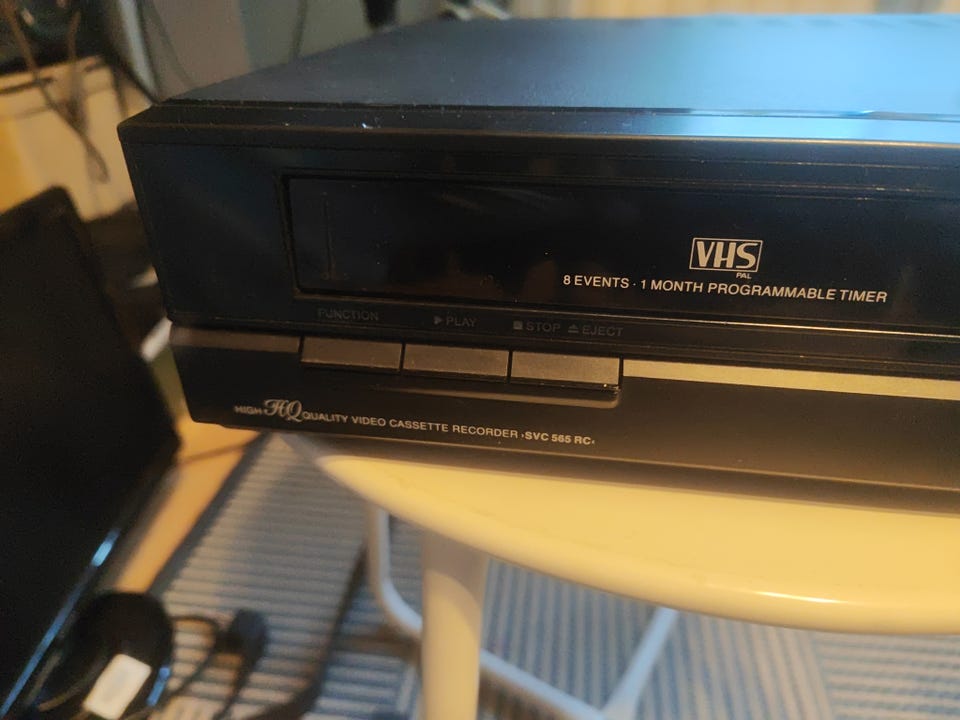 VHS
PAL
8 EVENTS · 1 MONTH PROGRAMMABLE TIMER
FUNCTION ▶ PLAY ■ STOP ⏏ EJECT
HIGH HQ QUALITY VIDEO CASSETTE RECORDER ›SVC 565 RC‹